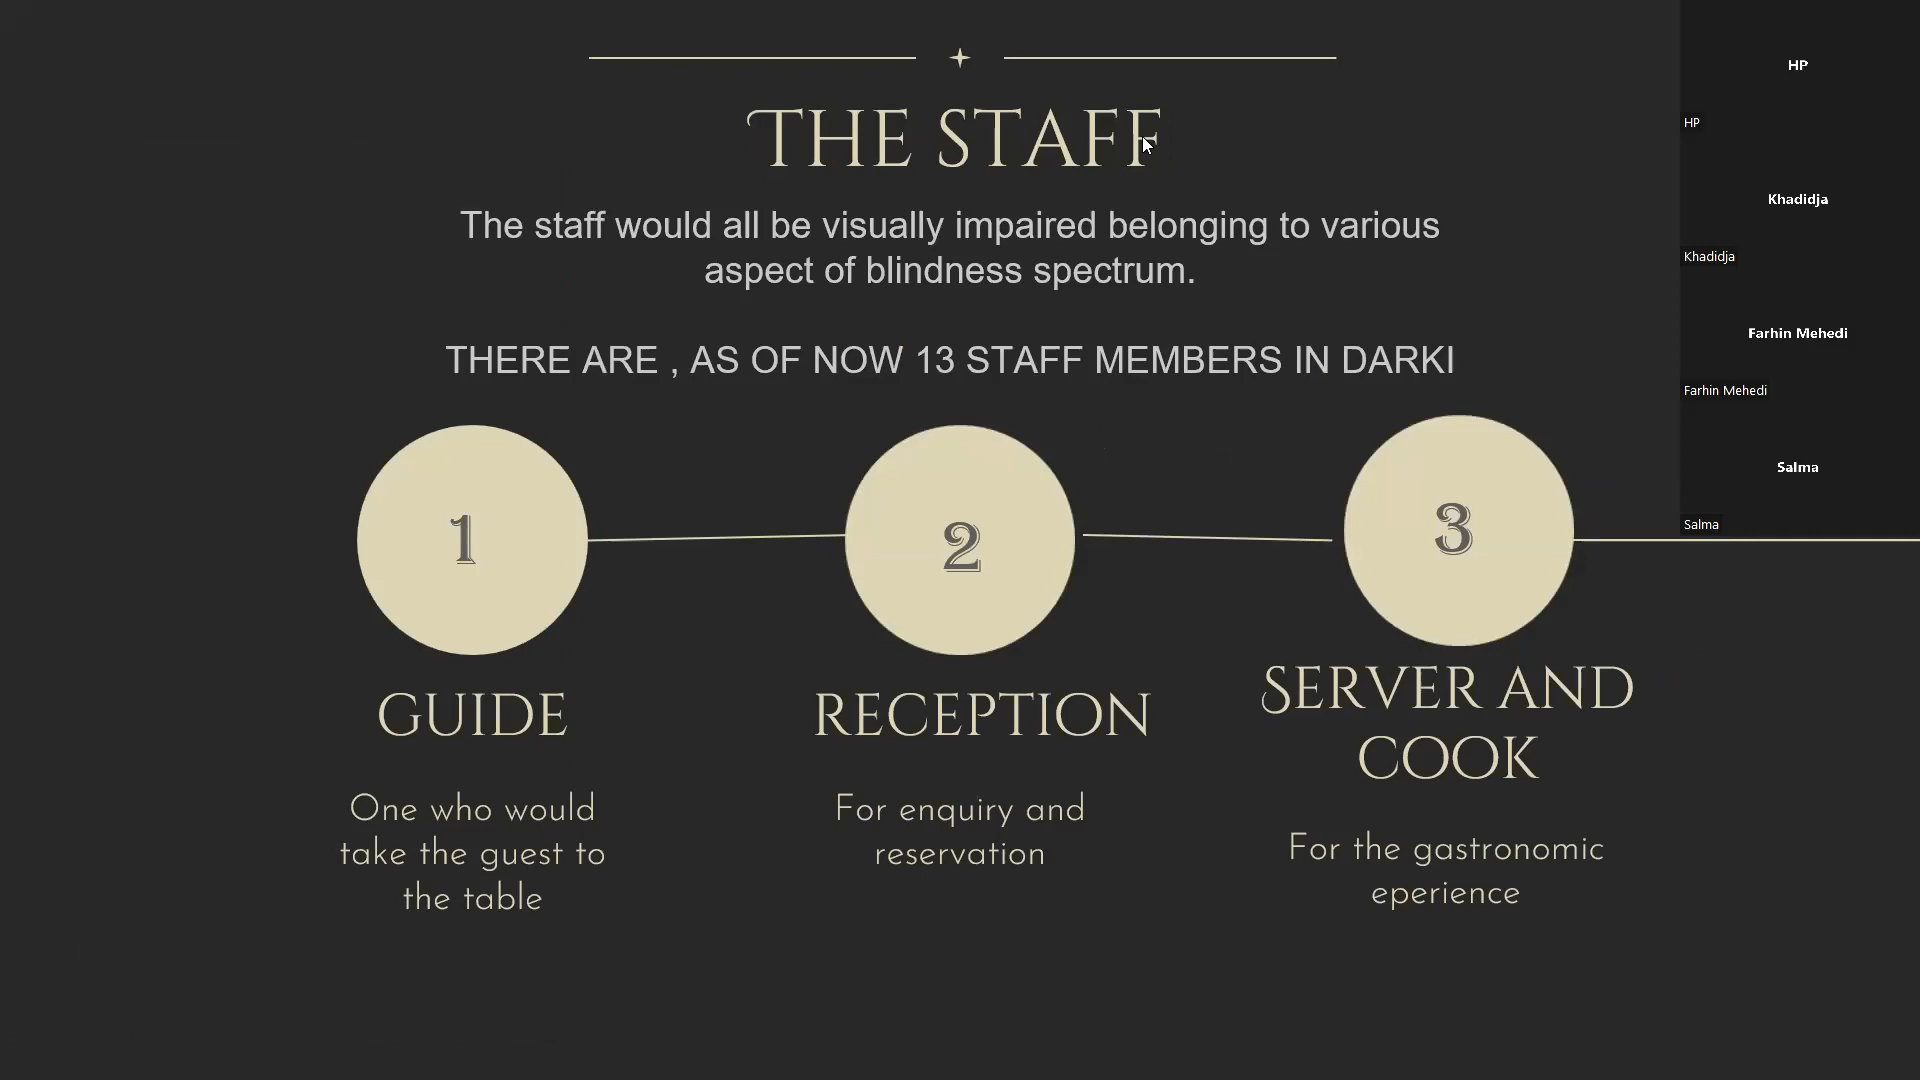 THE STAFF
The staff would all be visually impaired belonging to various
aspect of blindness spectrum.
THERE ARE , AS OF NOW 13 STAFF MEMBERS IN DARKI
1
2
3
GUIDE
RECEPTION
SERVER AND
COOK
One who would
take the guest to
the table
For enquiry and
reservation
For the gastronomic
eperience
HP
HP
Khadidja
Khadidja
Farhin Mehedi
Farhin Mehedi
Salma
Salma